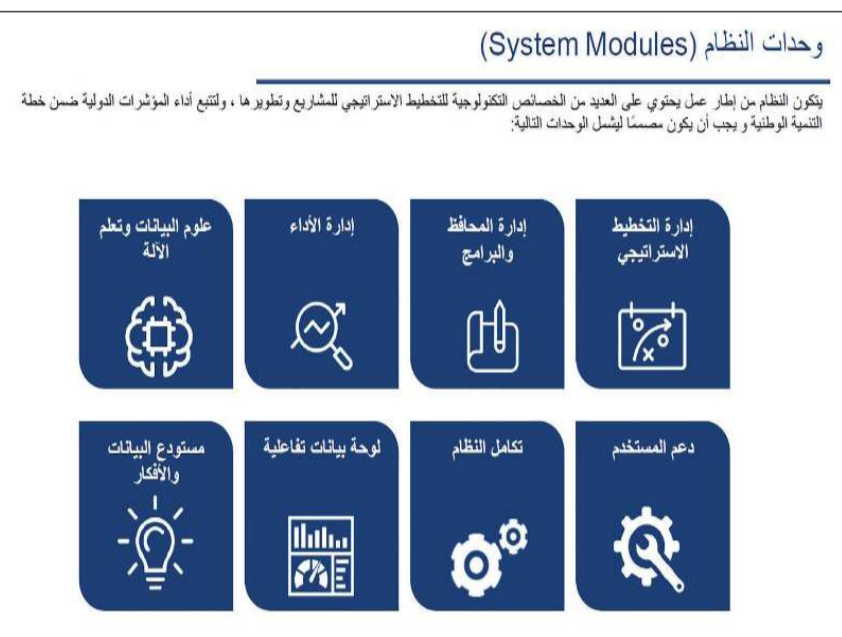 وحدات النظام (System Modules)
يتكون النظام من إطار عمل يحتوي على العديد من الخصائص التكنولوجية للتخطيط الاستراتيجي للمشاريع وتطويرها ، ولتتبع أداء المؤشرات الدولية ضمن خطة
التنمية الوطنية و يجب أن يكون مصممًا ليشمل الوحدات التالية:
إدارة التخطيط
الاستراتيجي
إدارة المحافظ
والبرامج
إدارة الأداء
علوم البيانات وتعلم
الآلة
دعم المستخدم
تكامل النظام
لوحة بيانات تفاعلية
مستودع البيانات
والأفكار